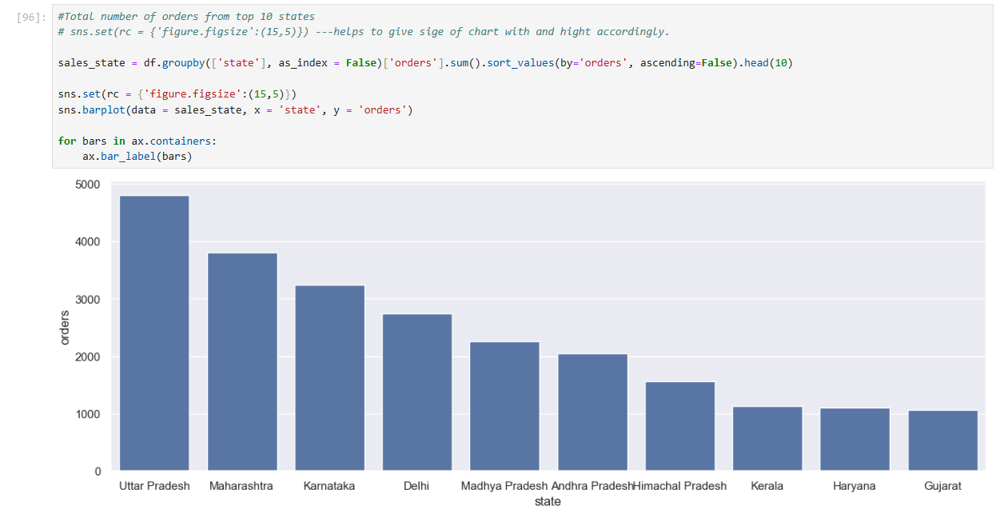 [96]:
#Total number of orders from top 10 states
# sns.set(rc = {'figure.figsize':(15,5)}) ---helps to give sige of chart with and hight accordingly.
sales_state = df.groupby(['state'], as_index = False)['orders'].sum().sort_values(by='orders', ascending=False).head(10)
sns.set(rc = {'figure.figsize':(15,5)})
sns.barplot(data = sales_state, x = 'state', y = 'orders')
for bars in ax.containers:
    ax.bar_label(bars)
5000
4000
3000
2000
1000
0
orders
Uttar Pradesh Maharashtra Karnataka Delhi Madhya Pradesh Andhra Pradesh Himachal Pradesh Kerala Haryana Gujarat
state